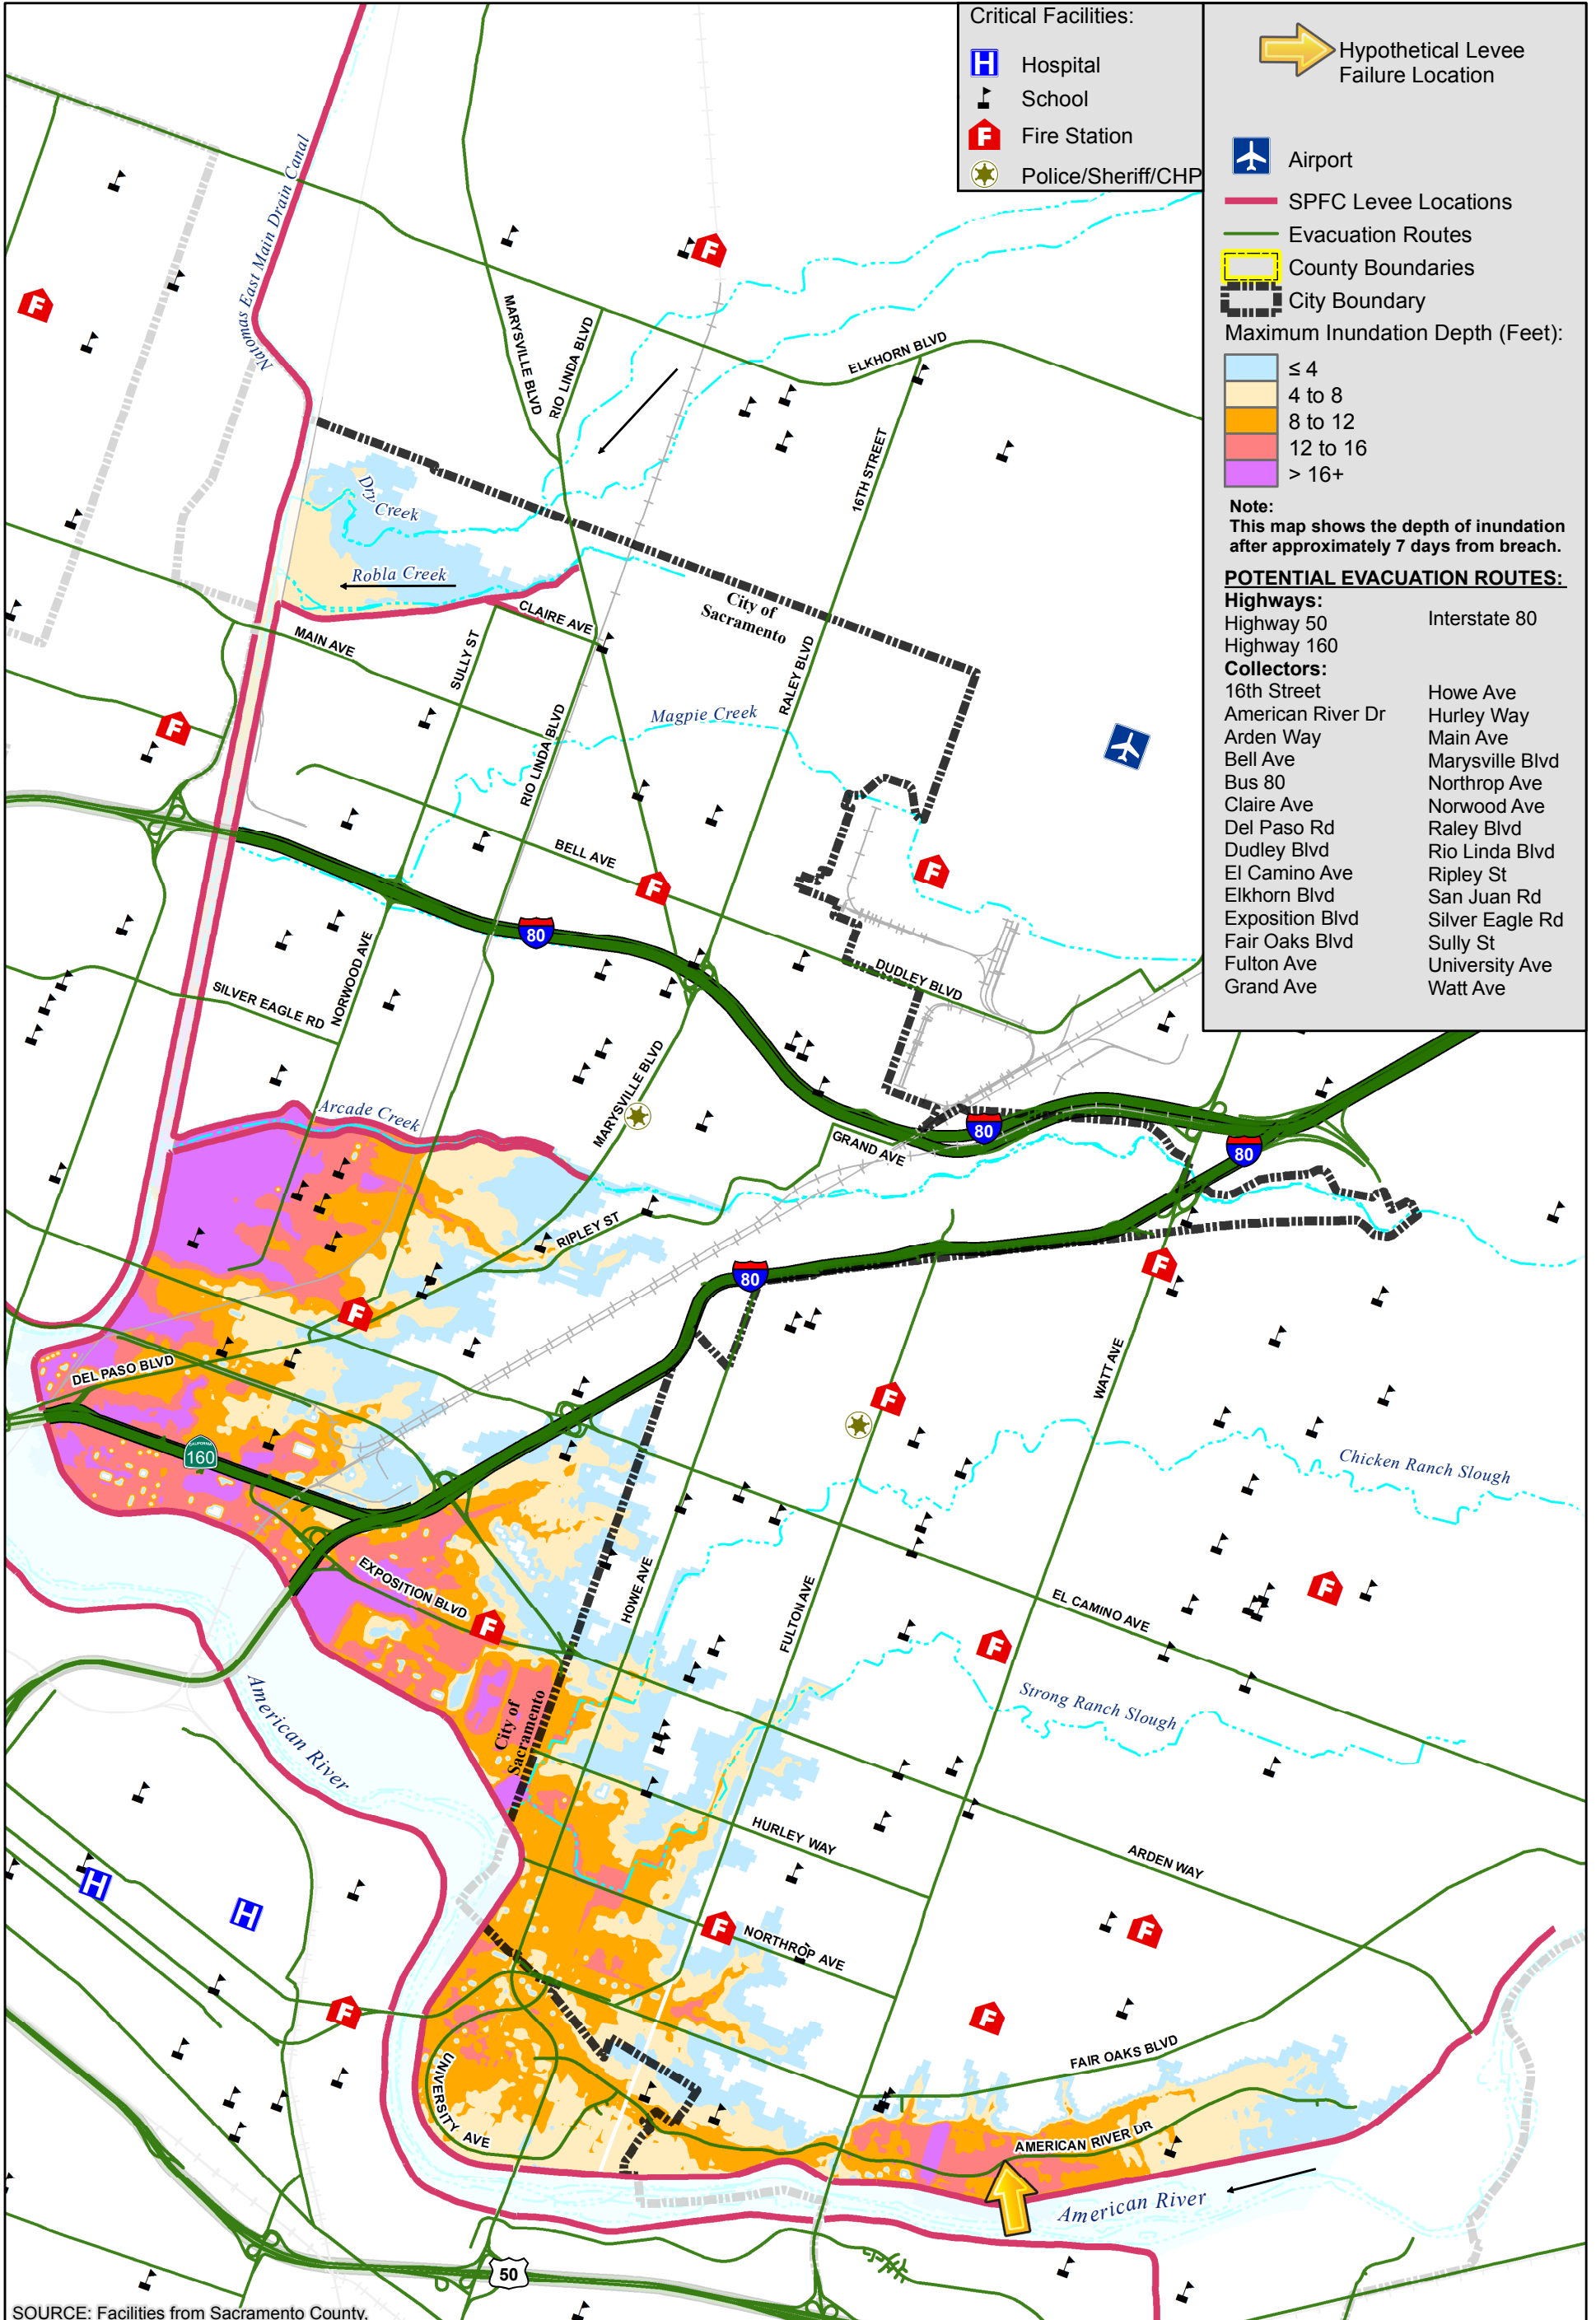 Critical Facilities:
H Hospital
School
F Fire Station
Police/Sheriff/CHP
Hypothetical Levee
Failure Location
Airport
SPFC Levee Locations
Evacuation Routes
County Boundaries
City Boundary
Maximum Inundation Depth (Feet):
≤ 4
4 to 8
8 to 12
12 to 16
> 16+
Note:
This map shows the depth of inundation
after approximately 7 days from breach.
POTENTIAL EVACUATION ROUTES:
Highways:
Highway 50
Highway 160
Interstate 80
Collectors:
16th Street
American River Dr
Arden Way
Bell Ave
Bus 80
Claire Ave
Del Paso Rd
Dudley Blvd
El Camino Ave
Elkhorn Blvd
Exposition Blvd
Fair Oaks Blvd
Fulton Ave
Grand Ave
Howe Ave
Hurley Way
Main Ave
Marysville Blvd
Northrop Ave
Norwood Ave
Raley Blvd
Rio Linda Blvd
Ripley St
San Juan Rd
Silver Eagle Rd
Sully St
University Ave
Watt Ave
Natomas East Main Drain Canal
F
F
MARYSVILLE BLVD
RIO LINDA BLVD
ELKHORN BLVD
16TH STREET
Dry
Creek
Robla Creek
CLAIRE AVE
City of
Sacramento
MAIN AVE
SULLY ST
RALEY BLVD
Magpie Creek
F
RIO LINDA BLVD
BELL AVE
F
F
80
NORWOOD AVE
DUDLEY BLVD
SILVER EAGLE RD
MARYSVILLE BLVD
Arcade Creek
80
GRAND AVE
80
RIPLEY ST
80
F
F
DEL PASO BLVD
WATT AVE
F
CALIFORNIA
160
Chicken Ranch Slough
EXPOSITION BLVD
HOWE AVE
FULTON AVE
EL CAMINO AVE
F
F
F
American River
City of
Sacramento
Strong Ranch Slough
HURLEY WAY
ARDEN WAY
H
H
F
NORTHROP AVE
F
F
F
FAIR OAKS BLVD
UNIVERSITY AVE
AMERICAN RIVER DR
American River
50
SOURCE: Facilities from Sacramento County.